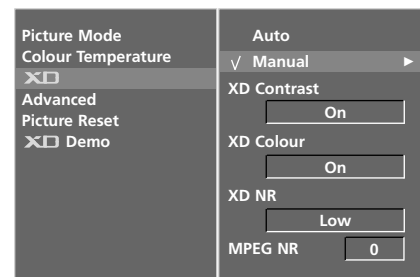 Picture Mode
Colour Temperature
XD
Advanced
Picture Reset
XD Demo
Auto
√ Manual ►
XD Contrast
On
XD Colour
On
XD NR
Low
MPEG NR 0